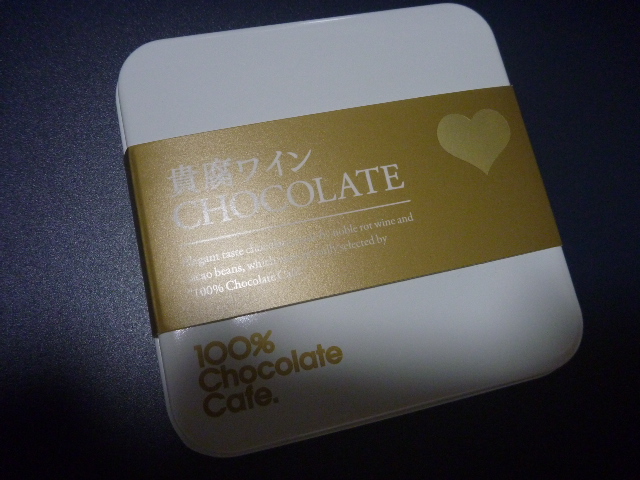 貴腐ワイン
CHOCOLATE
Elegant taste noble rot wine and
cacao beans, selected by
"100% Chocolate
100%
Chocolate
Cafe.